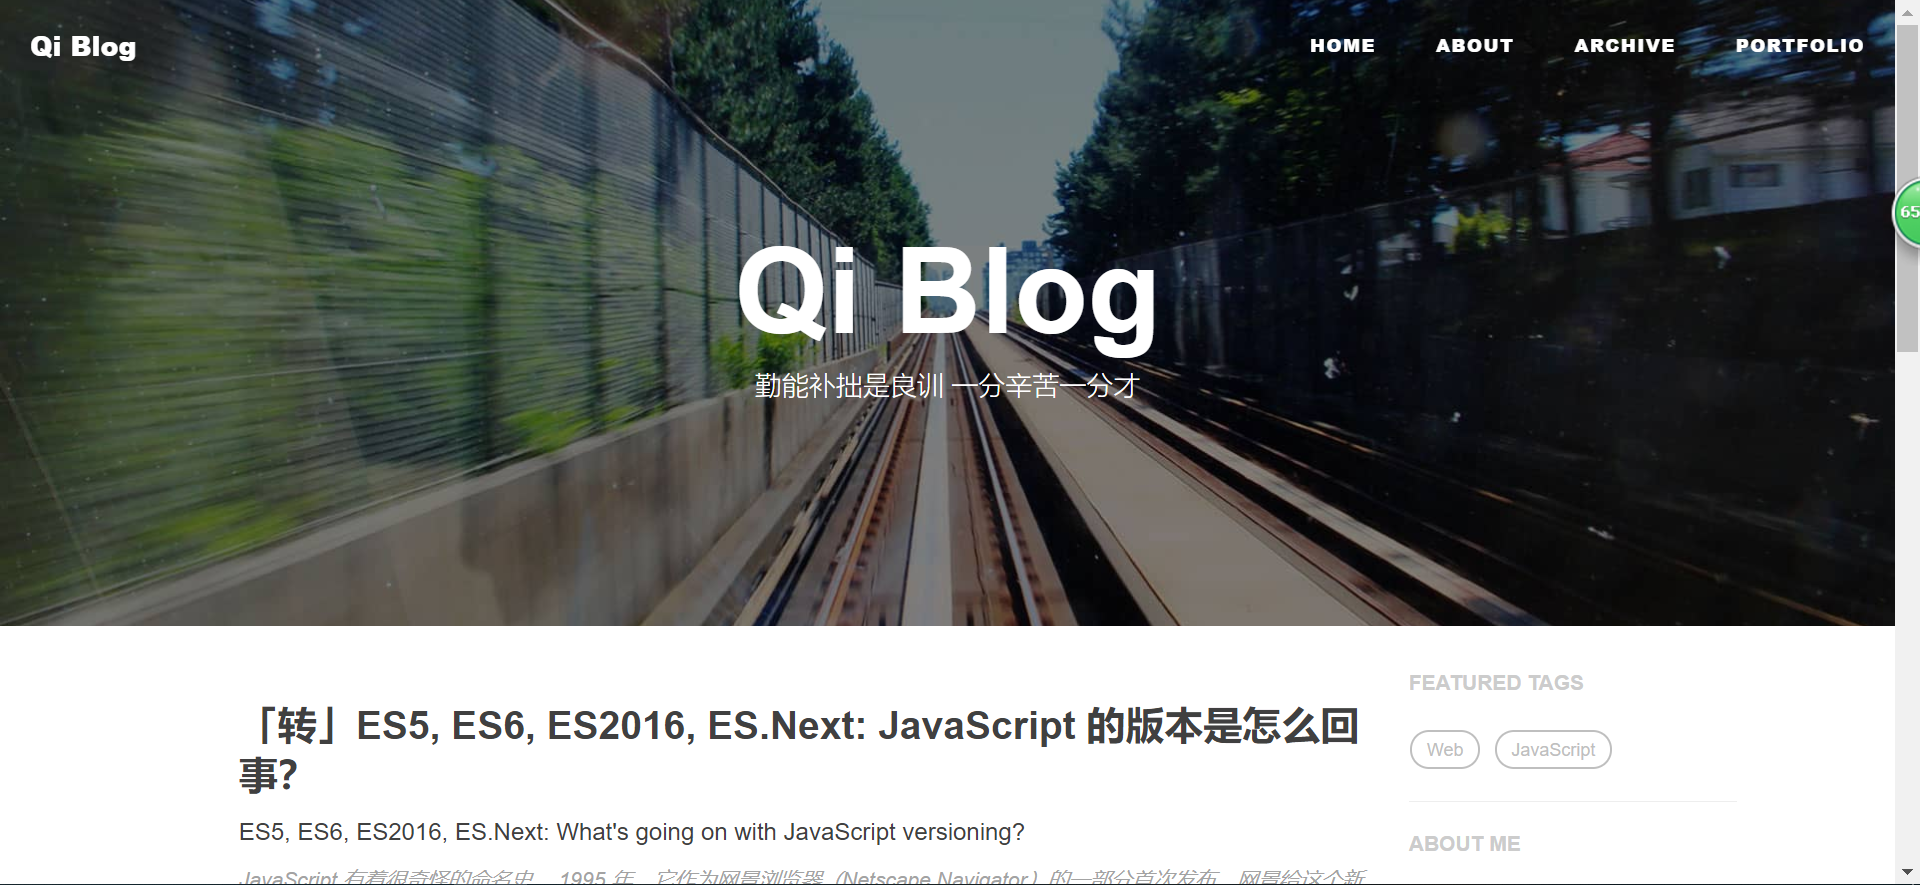 Qi Blog
HOME
ABOUT
ARCHIVE
PORTFOLIO
65
Qi Blog
勤能补拙是良训 一分辛苦一分才
「转」ES5, ES6, ES2016, ES.Next: JavaScript 的版本是怎么回
事？
ES5, ES6, ES2016, ES.Next: What's going on with JavaScript versioning?
JavaScript 有着很奇怪的命名史。1995 年，它作为网景浏览器（Netscape Navigator）的一部分首次发布，网景给这个新
FEATURED TAGS
Web
JavaScript
ABOUT ME